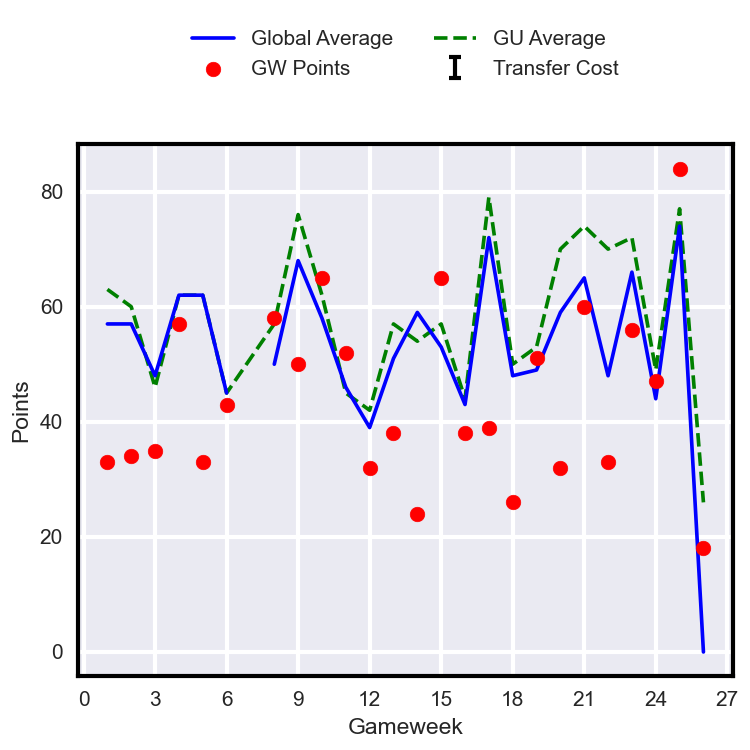 Global Average GU Average
GW Points Transfer Cost
80
60
40
20
0
Points
0 3 6 9 12 15 18 21 24 27
Gameweek